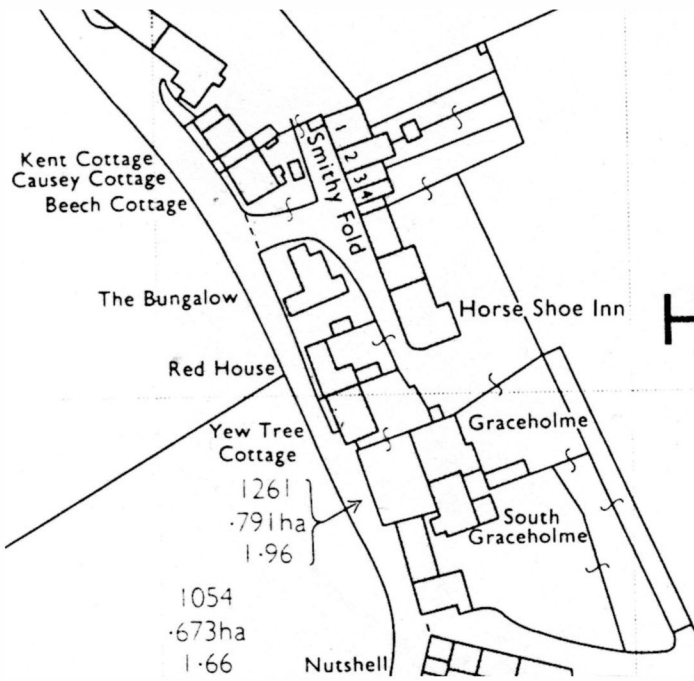 1
2
3
4
Smithy Fold
Kent Cottage
Causey Cottage
Beech Cottage
The Bungalow
Horse Shoe Inn
Red House
Graceholme
Yew Tree
Cottage
1261
·791ha
1·96
South
Graceholme
1054
·673ha
1·66
Nutshell